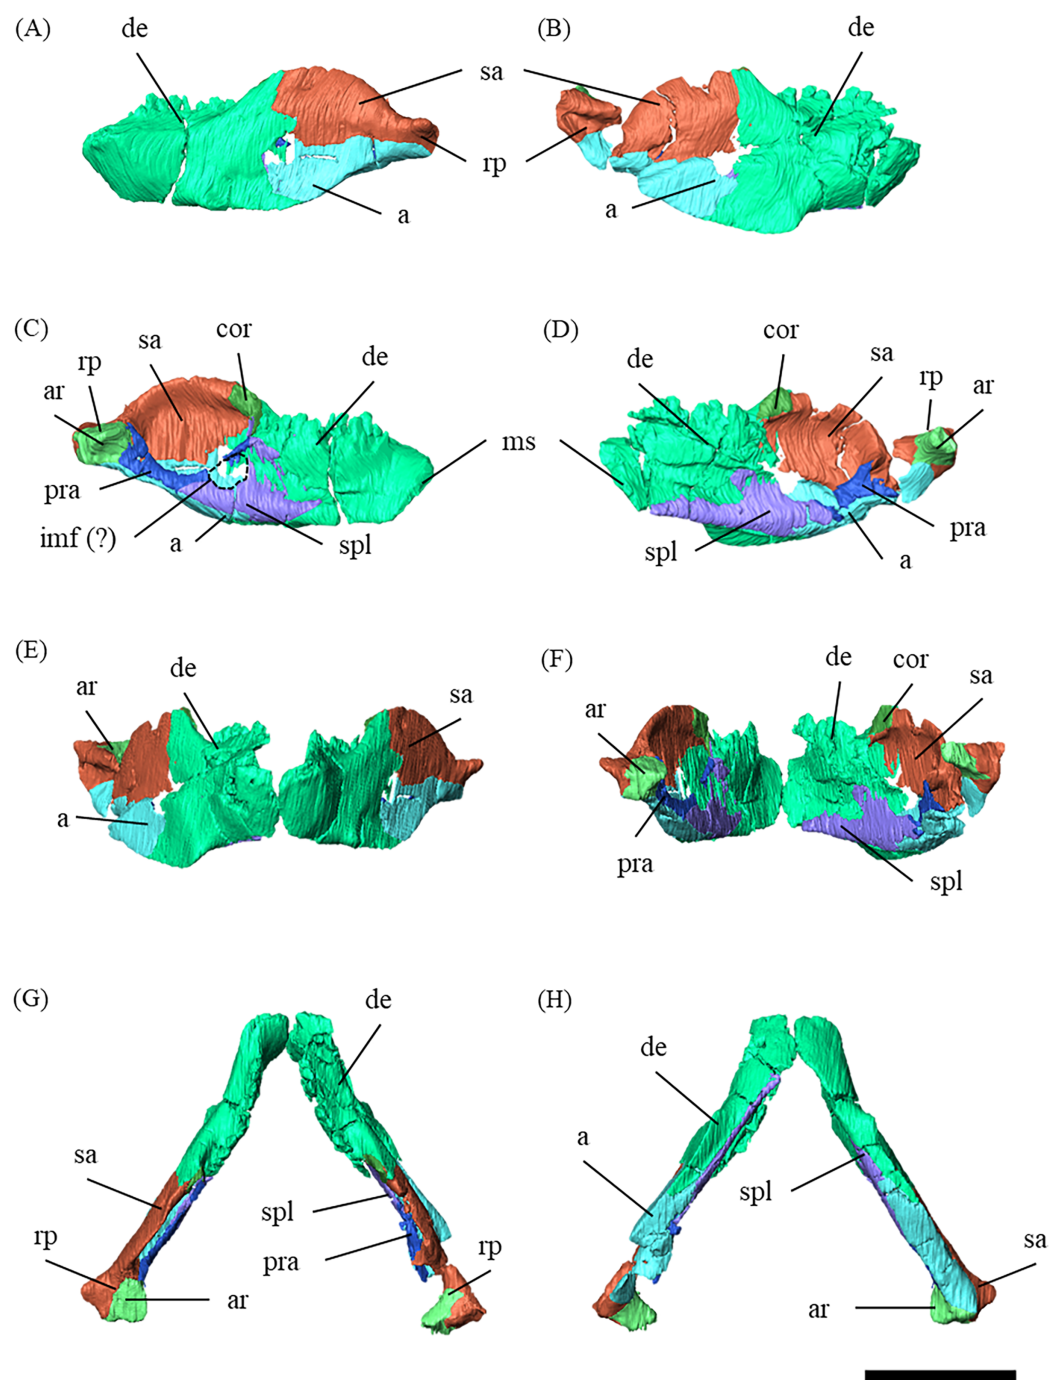 (A) de sa rp a
(B) de a
(C) ar rp sa cor de ms pra imf (?) a spl
(D) de cor sa rp ar spl a pra
(E) ar de sa a
(F) ar de cor sa pra spl
(G) de sa rp spl pra ar rp
(H) de a spl sa ar